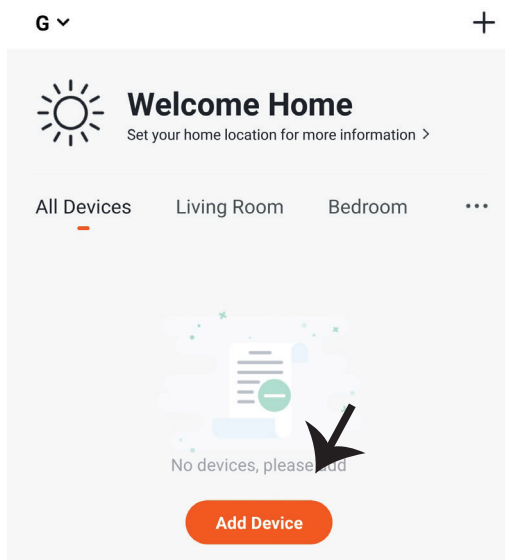 G
Welcome Home
Set your home location for more information >
All Devices Living Room Bedroom ...
No devices, please add
Add Device